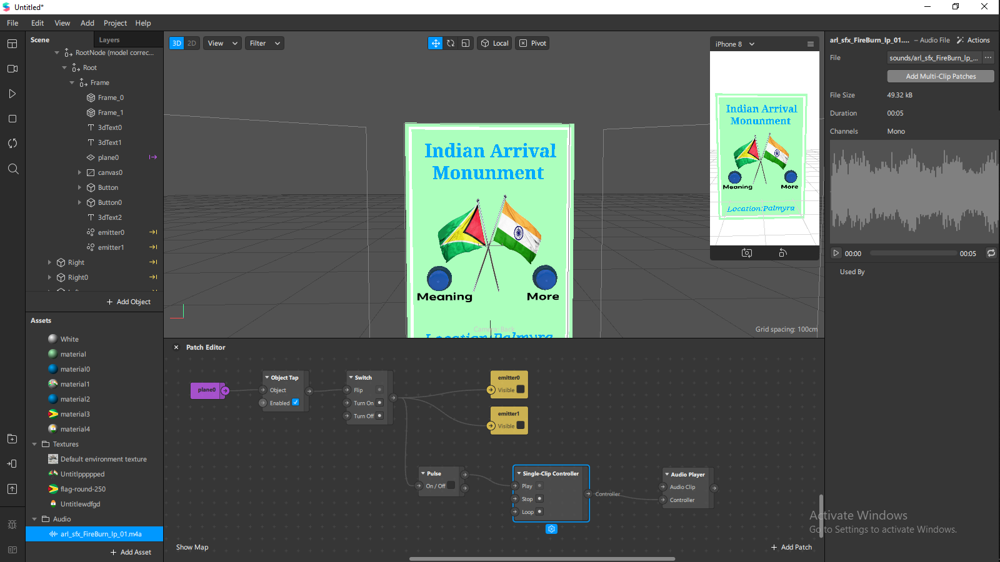 Untitled*
File Edit View Add Project Help
Scene Layers
RootNode (model correc...
Root
Frame
Frame_0
Frame_1
3dText0
3dText1
plane0
canvas0
Button
Button0
3dText2
emitter0
emitter1
Right
Right0
+ Add Object
Assets
White
material
material0
material1
material2
material3
material4
Textures
Default environment texture
Untitlppppped
flag-round-250
Untitlewdfgd
Audio
arl_sfx_FireBurn_lp_01.m4a
+ Add Asset
3D 2D View Filter Local Pivot
Indian Arrival
Monunment
Meaning More
Location:Palmyra
Camera: Back
Grid spacing: 100cm
iPhone 8
Indian Arrival
Monunment
Meaning More
Location:Palmyra
Patch Editor
plane0
Object Tap
Object
Enabled
Switch
Flip
Turn On
Turn Off
emitter0
Visible
emitter1
Visible
Pulse
On / Off
Single-Clip Controller
Play
Stop
Loop
Controller
Audio Player
Audio Clip
Controller
Show Map
+ Add Patch
arl_sfx_FireBurn_lp_01.... – Audio File Actions
File sounds/arl_sfx_FireBurn_lp_... ...
Add Multi-Clip Patches
File Size 49.32 kB
Duration 00:05
Channels Mono
00:00 00:05
Used By
Activate Windows
Go to Settings to activate Windows.